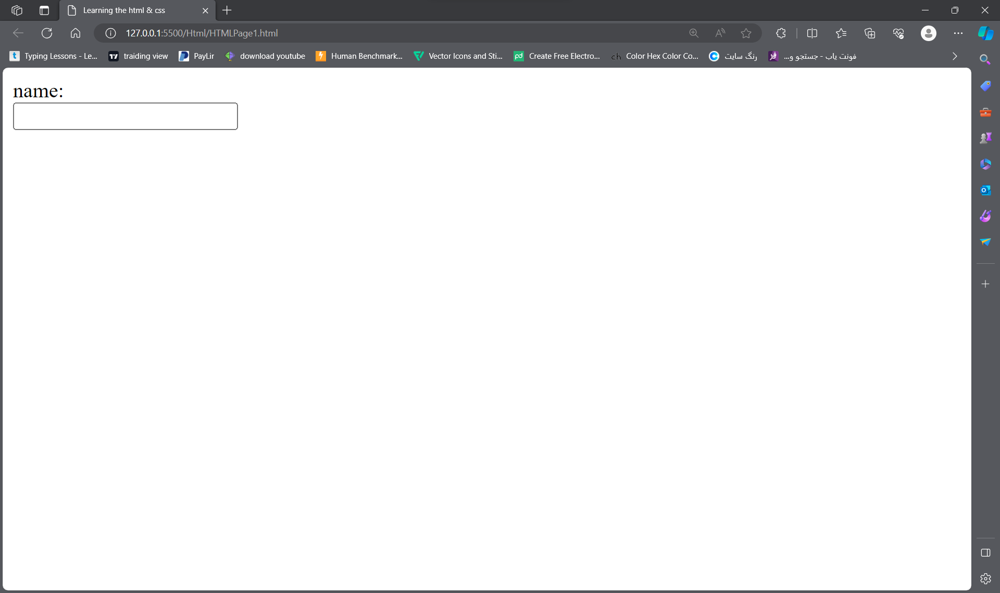 Learning the html & css
127.0.0.1:5500/Html/HTMLPage1.html
Typing Lessons - Le...
traiding view
PayLir
download youtube
Human Benchmark...
Vector Icons and Sti...
Create Free Electro...
Color Hex Color Co...
رنگ سایت
فونت یاب - جستجو و...
name: